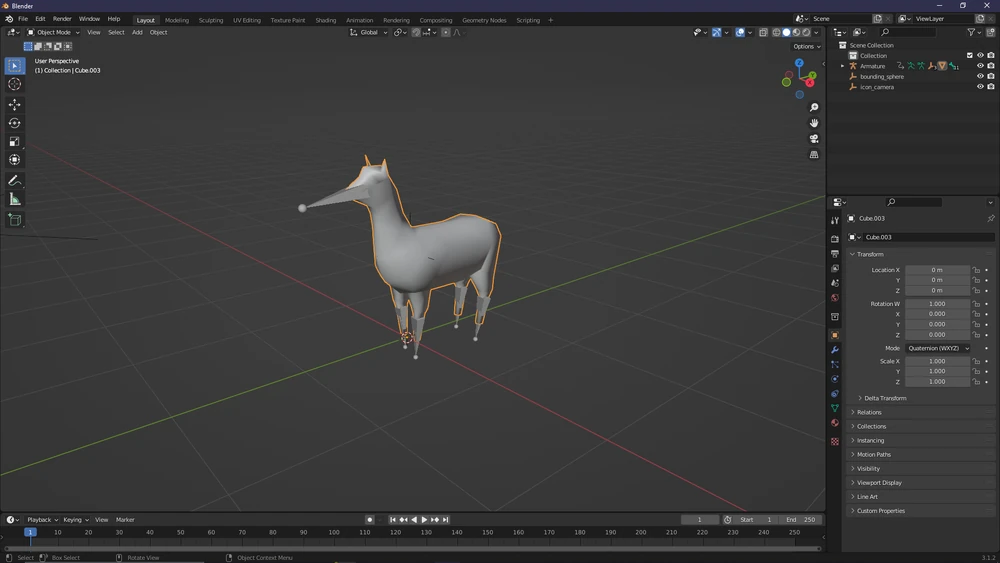 Blender
File Edit Render Window Help Layout Modeling Sculpting UV Editing Texture Paint Shading Animation Rendering Compositing Geometry Nodes Scripting + Scene ViewLayer
Object Mode View Select Add Object Global
Options
User Perspective
(1) Collection | Cube.003
Z
Y
X
Scene Collection
Collection
Armature
bounding_sphere
icon_camera
Cube.003
Cube.003
Transform
Location X 0 m
Y 0 m
Z 0 m
Rotation W 1.000
X 0.000
Y 0.000
Z 0.000
Mode Quaternion (WXYZ)
Scale X 1.000
Y 1.000
Z 1.000
Delta Transform
Relations
Collections
Instancing
Motion Paths
Visibility
Viewport Display
Line Art
Custom Properties
Playback Keying View Marker 1 Start 1 End 250
1 10 20 30 40 50 60 70 80 90 100 110 120 130 140 150 160 170 180 190 200 210 220 230 240 250
Select Box Select Rotate View Object Context Menu 3.1.2